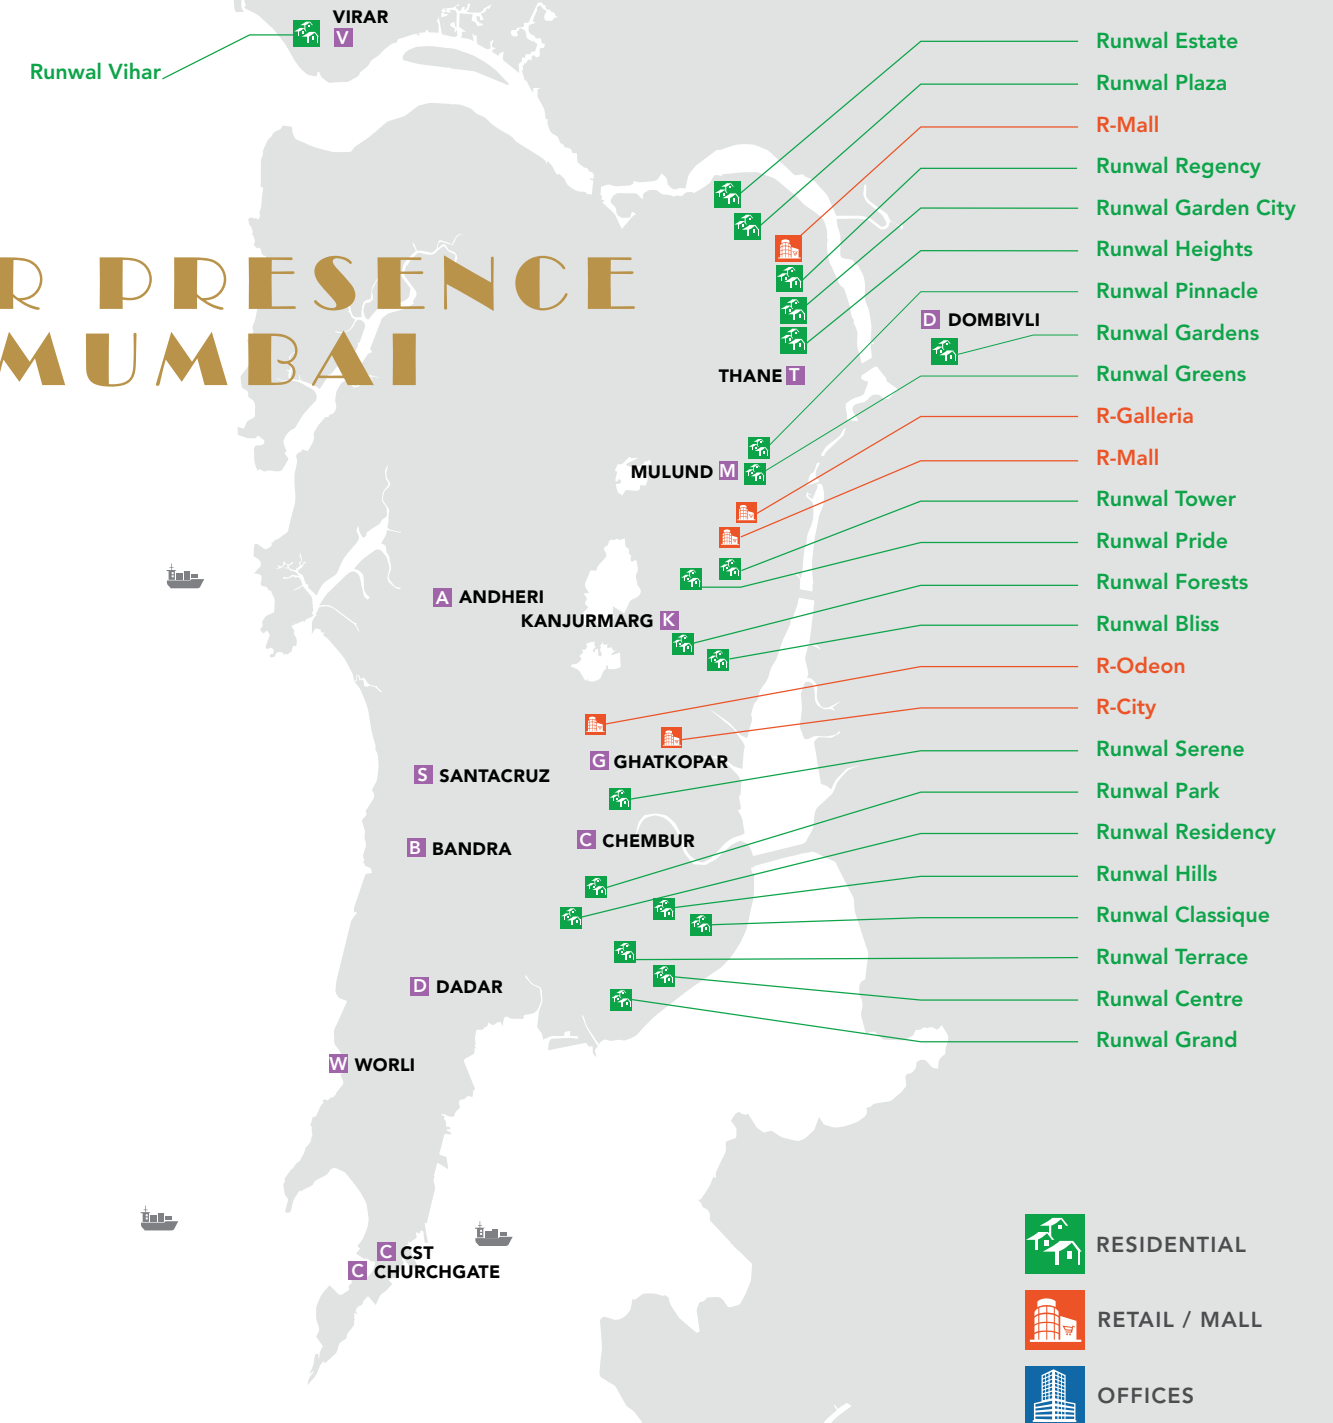 VIRAR
V
Runwal Vihar
Runwal Estate
Runwal Plaza
R-Mall
Runwal Regency
Runwal Garden City
Runwal Heights
Runwal Pinnacle
Runwal Gardens
Runwal Greens
R-Galleria
R-Mall
Runwal Tower
Runwal Pride
Runwal Forests
Runwal Bliss
R-Odeon
R-City
Runwal Serene
Runwal Park
Runwal Residency
Runwal Hills
Runwal Classique
Runwal Terrace
Runwal Centre
Runwal Grand
R PRESENCE
MUMBAI
D DOMBIVLI
THANE T
MULUND M
A ANDHERI
KANJURMARG K
G GHATKOPAR
S SANTACRUZ
C CHEMBUR
B BANDRA
D DADAR
W WORLI
C CST
C CHURCHGATE
RESIDENTIAL
RETAIL / MALL
OFFICES